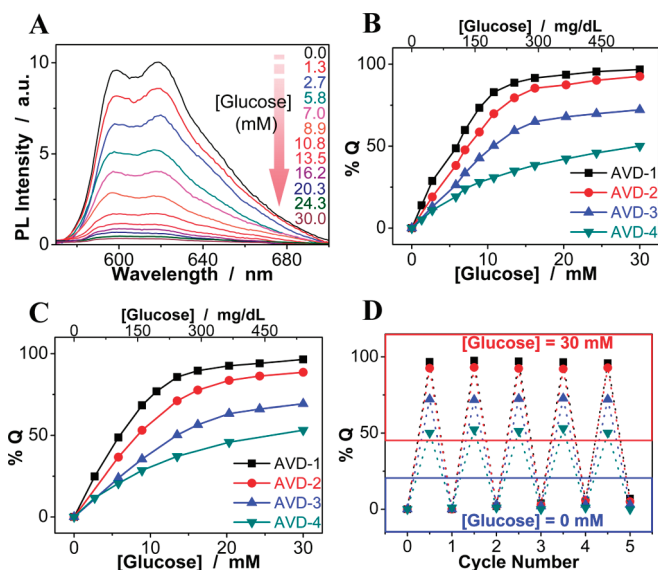 A
PL Intensity / a.u.
10
5
0
600
640
680
Wavelength / nm
[Glucose]
(mM)
0.0
1.3
2.7
5.8
7.0
8.9
10.8
13.5
16.2
20.3
24.3
30.0
B
[Glucose] / mg/dL
0
150
300
450
% Q
100
50
0
AVD-1
AVD-2
AVD-3
AVD-4
0
10
20
30
[Glucose] / mM
C
[Glucose] / mg/dL
0
150
300
450
% Q
100
50
0
AVD-1
AVD-2
AVD-3
AVD-4
0
10
20
30
[Glucose] / mM
D
[Glucose] = 30 mM
% Q
100
50
0
[Glucose] = 0 mM
0
1
2
3
4
5
Cycle Number